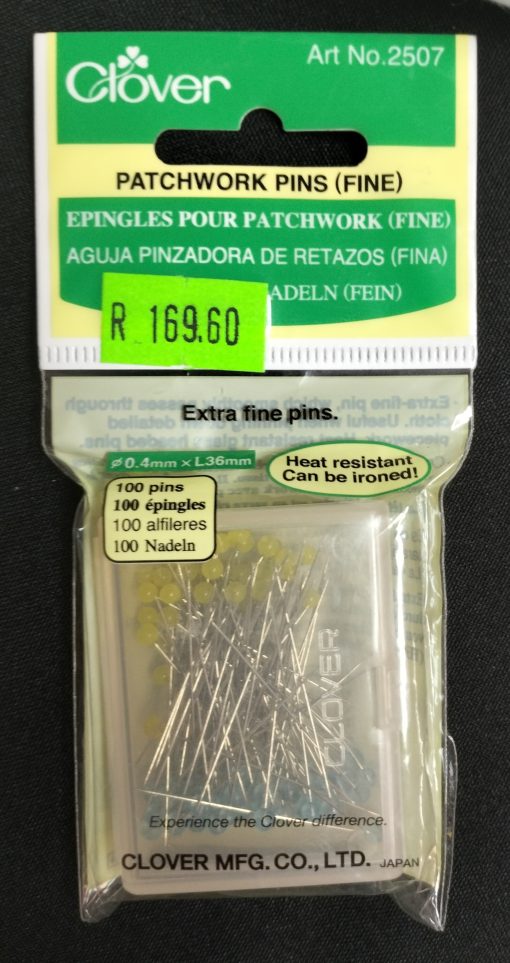 Clover
Art No.2507
PATCHWORK PINS (FINE)
EPINGLES POUR PATCHWORK (FINE)
AGUJA PINZADORA DE RETAZOS (FINA)
ADELN (FEIN)
R 169.60
Extra fine pins.
ø0.4mm × L36mm
Heat resistant
Can be ironed!
100 pins
100 épingles
100 alfileres
100 Nadeln
CLOVER
Experience the Clover difference.
CLOVER MFG. CO., LTD. JAPAN